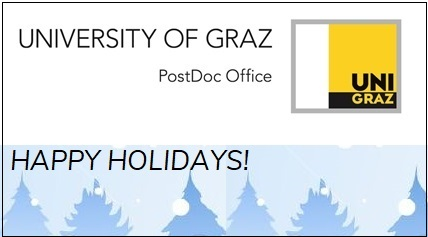 UNIVERSITY OF GRAZ
PostDoc Office
UNI
GRAZ
HAPPY HOLIDAYS!